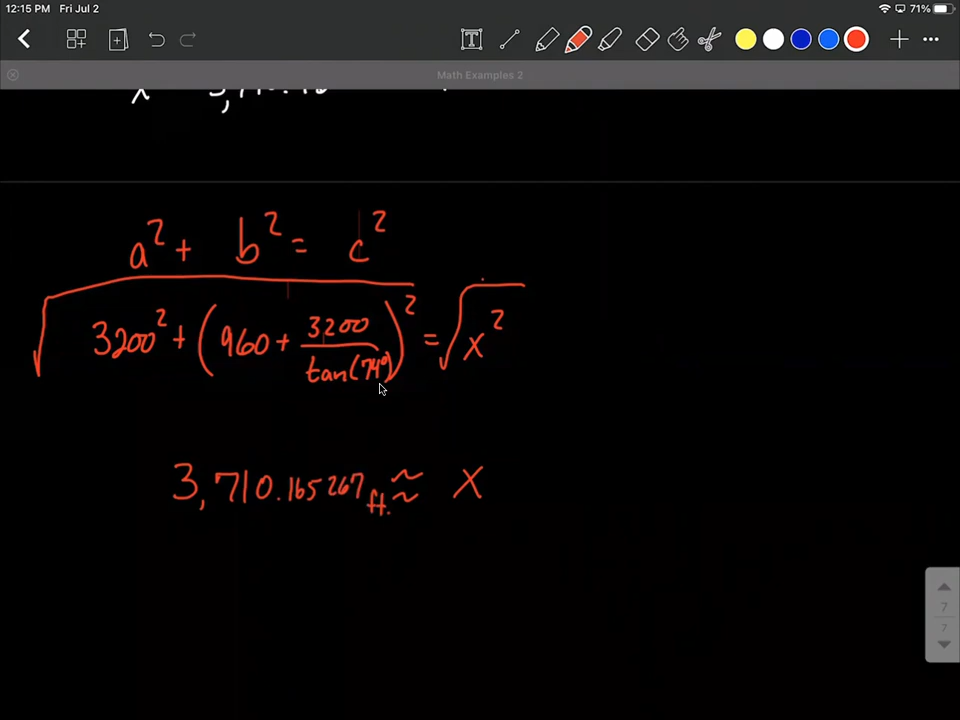 12:15 PM Fri Jul 2
71%
T
Math Examples 2
a² + b² = c²
√(3200² + (960 + 3200/tan(74°))²) = √x²
3,710.165267 ft. ≈ x
7
7